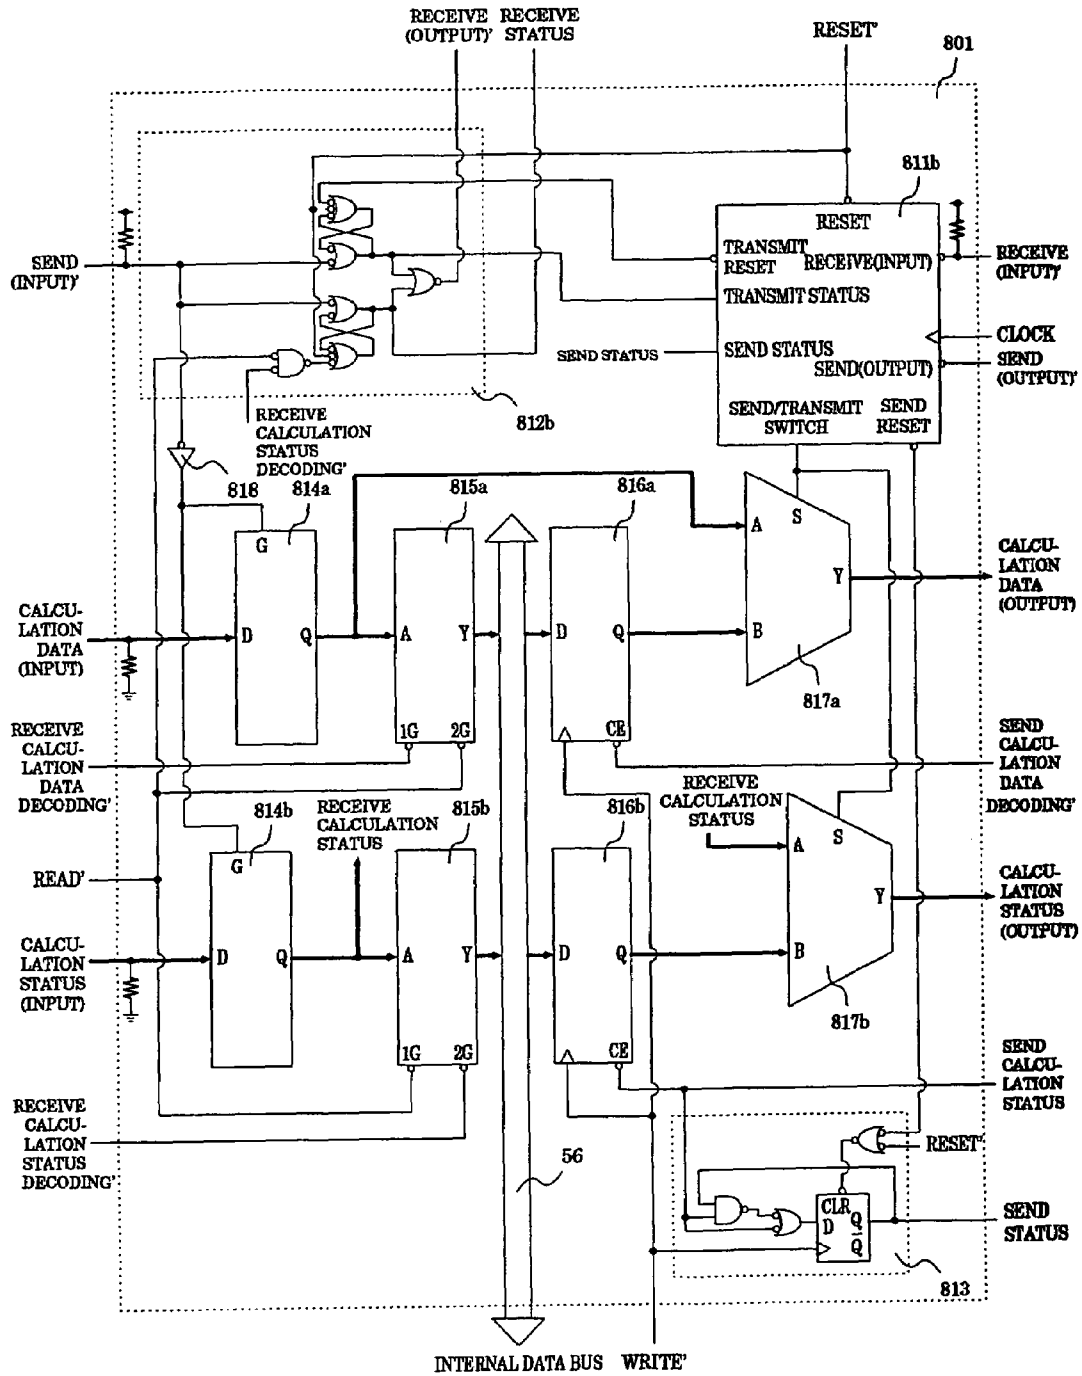 RECEIVE (OUTPUT)'
RECEIVE STATUS
RESET'
801
811b
RESET
TRANSMIT RESET
RECEIVE(INPUT)
RECEIVE (INPUT)'
SEND (INPUT)'
TRANSMIT STATUS
CLOCK
SEND STATUS
SEND STATUS
SEND(OUTPUT)
SEND (OUTPUT)'
SEND/TRANSMIT SWITCH
SEND RESET
812b
RECEIVE CALCULATION STATUS DECODING'
818
814a
815a
816a
G
S
A
Y
CALCU-
LATION
DATA
(OUTPUT)
CALCU-
LATION
DATA
(INPUT)
D
Q
A
Y
D
Q
B
817a
1G
2G
CE
RECEIVE
CALCU-
LATION
DATA
DECODING'
SEND
CALCU-
LATION
DATA
DECODING'
814b
RECEIVE CALCULATION STATUS
815b
816b
RECEIVE CALCULATION STATUS
S
A
G
READ'
Y
CALCU-
LATION
STATUS
(OUTPUT)
CALCU-
LATION
STATUS
(INPUT)
D
Q
A
Y
D
Q
B
817b
1G
2G
CE
SEND
CALCU-
LATION
STATUS
RECEIVE
CALCU-
LATION
STATUS
DECODING'
56
RESET'
CLR
D
Q
Q
SEND STATUS
813
INTERNAL DATA BUS
WRITE'